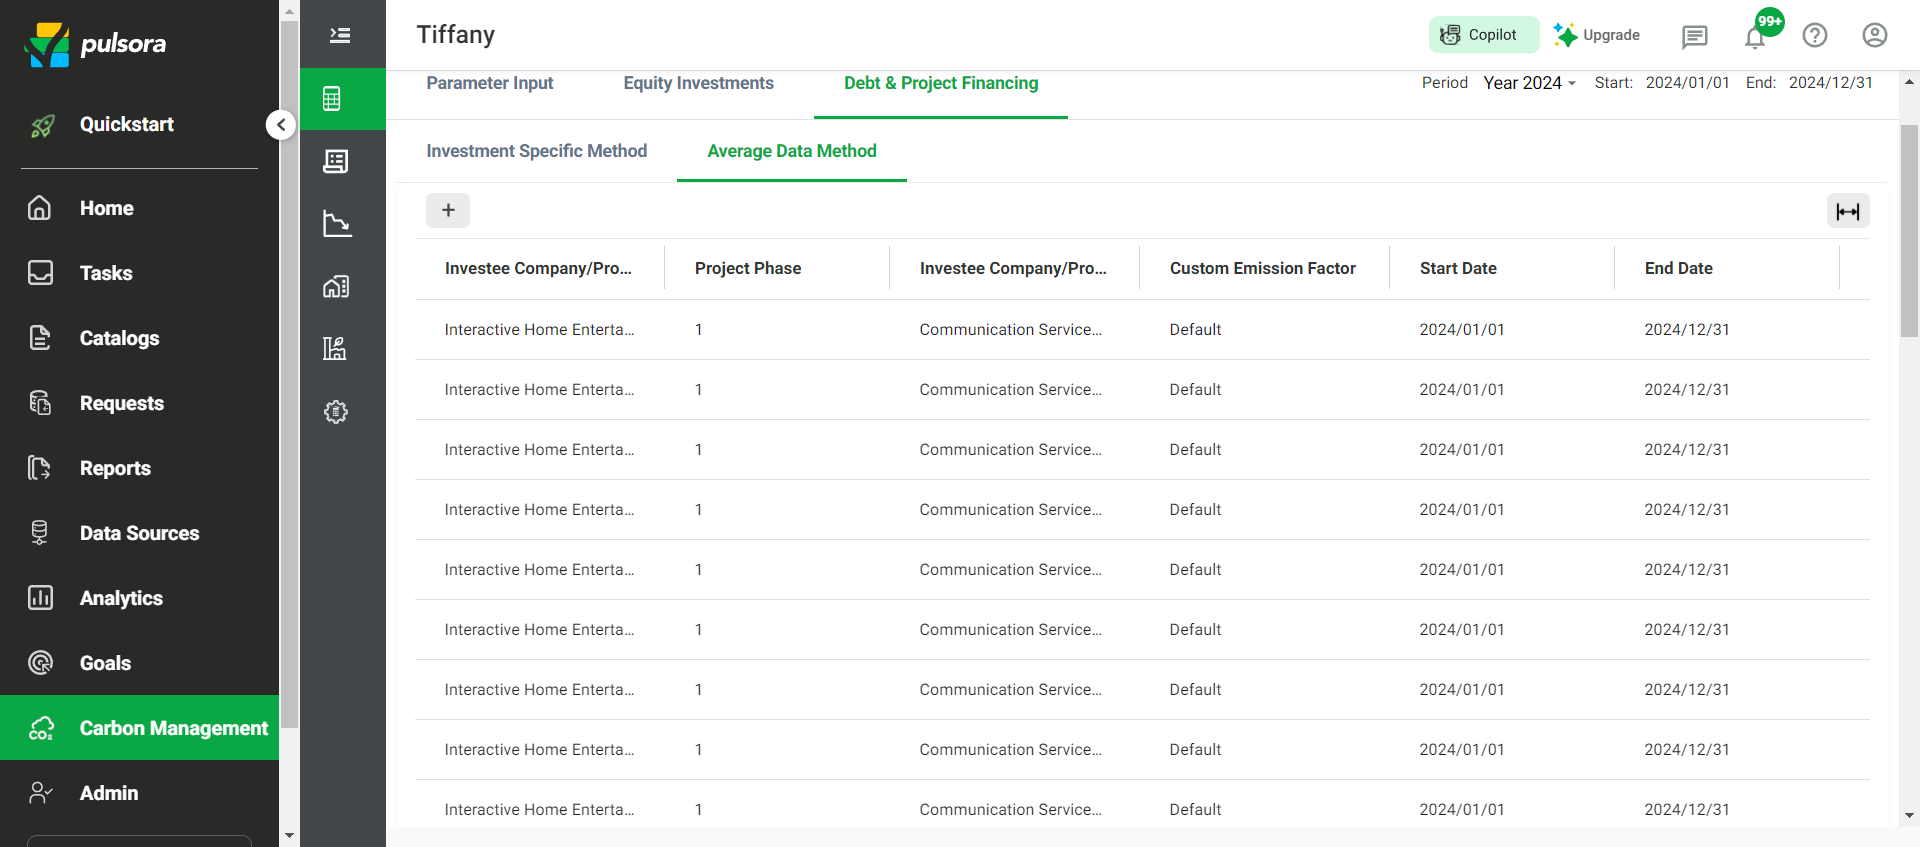 pulsora
Quickstart
Home
Tasks
Catalogs
Requests
Reports
Data Sources
Analytics
Goals
CO₂ Carbon Management
Admin
Tiffany
Copilot
Upgrade
99+
Parameter Input
Equity Investments
Debt & Project Financing
Period Year 2024 Start: 2024/01/01 End: 2024/12/31
Investment Specific Method
Average Data Method
+
Investee Company/Pro... Project Phase Investee Company/Pro... Custom Emission Factor Start Date End Date
Interactive Home Enterta... 1 Communication Service... Default 2024/01/01 2024/12/31
Interactive Home Enterta... 1 Communication Service... Default 2024/01/01 2024/12/31
Interactive Home Enterta... 1 Communication Service... Default 2024/01/01 2024/12/31
Interactive Home Enterta... 1 Communication Service... Default 2024/01/01 2024/12/31
Interactive Home Enterta... 1 Communication Service... Default 2024/01/01 2024/12/31
Interactive Home Enterta... 1 Communication Service... Default 2024/01/01 2024/12/31
Interactive Home Enterta... 1 Communication Service... Default 2024/01/01 2024/12/31
Interactive Home Enterta... 1 Communication Service... Default 2024/01/01 2024/12/31
Interactive Home Enterta... 1 Communication Service... Default 2024/01/01 2024/12/31